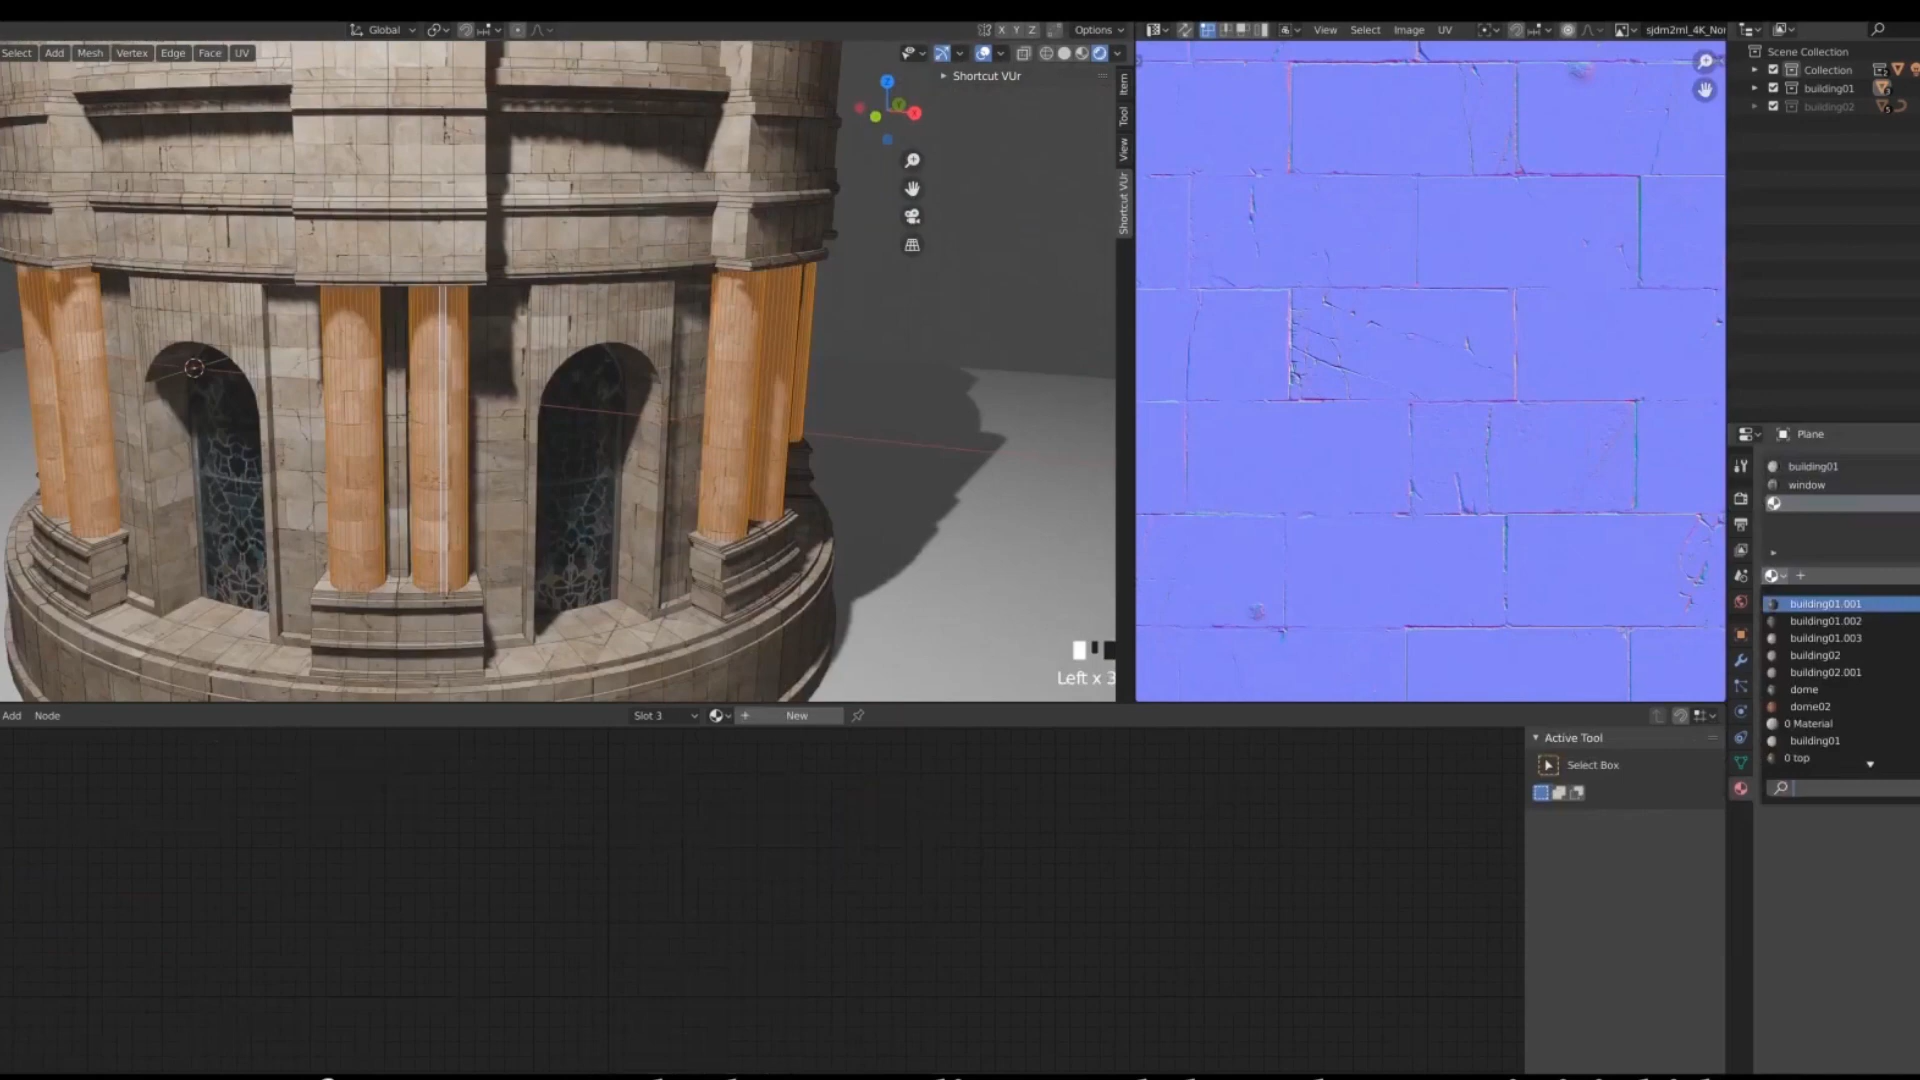 Global
X Y Z
Options
View Select Image UV
sjdm2ml_4K_Nor
Select Add Mesh Vertex Edge Face UV
Shortcut VUr
Item
Tool
View
Shortcut VUr
Z
X
Left x 3
Scene Collection
Collection
building01
building02
Plane
building01
window
building01.001
building01.002
building01.003
building02
building02.001
dome
dome02
0 Material
building01
0 top
Add Node
Slot 3
New
Active Tool
Select Box